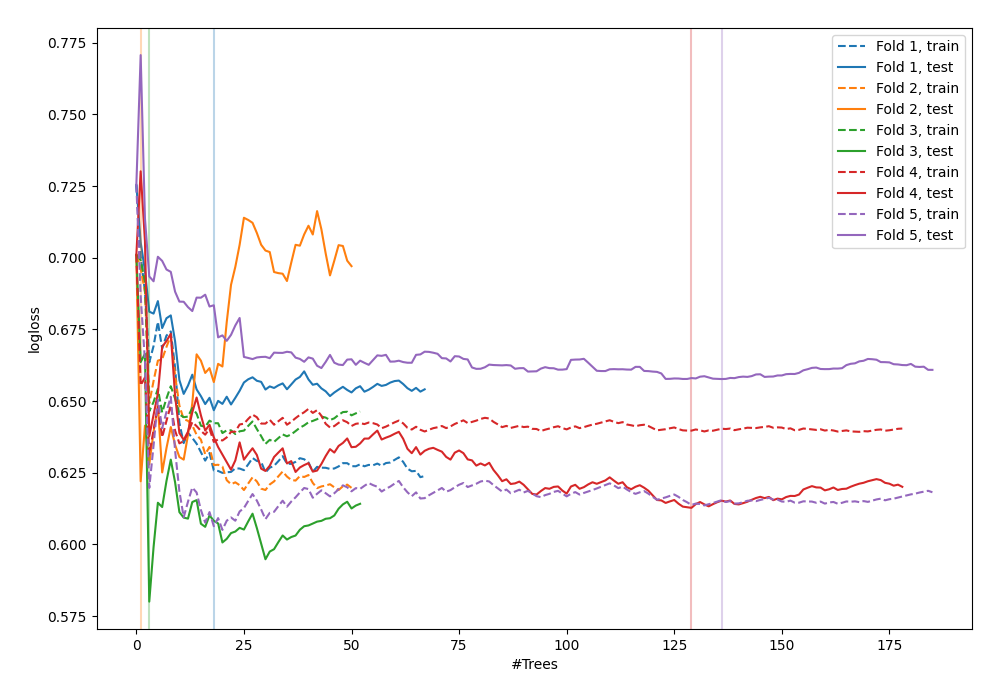 0.775
0.750
0.725
0.700
0.675
0.650
0.625
0.600
0.575
logloss
0
25
50
75
100
125
150
175
#Trees
Fold 1, train
Fold 1, test
Fold 2, train
Fold 2, test
Fold 3, train
Fold 3, test
Fold 4, train
Fold 4, test
Fold 5, train
Fold 5, test